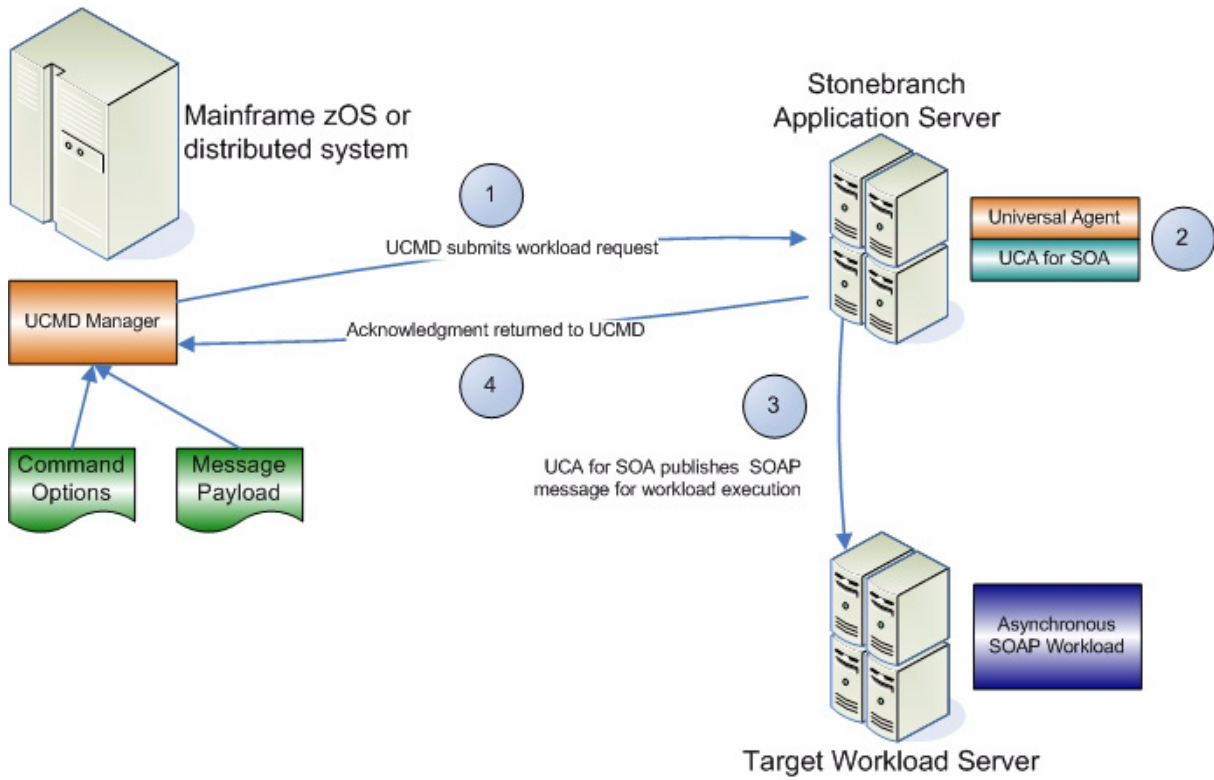 Mainframe zOS or
distributed system
Stonebranch
Application Server
1
UCMD submits workload request
Universal Agent
UCA for SOA
2
UCMD Manager
Acknowledgment returned to UCMD
4
3
Command
Options
Message
Payload
UCA for SOA publishes SOAP
message for workload execution
Asynchronous
SOAP Workload
Target Workload Server